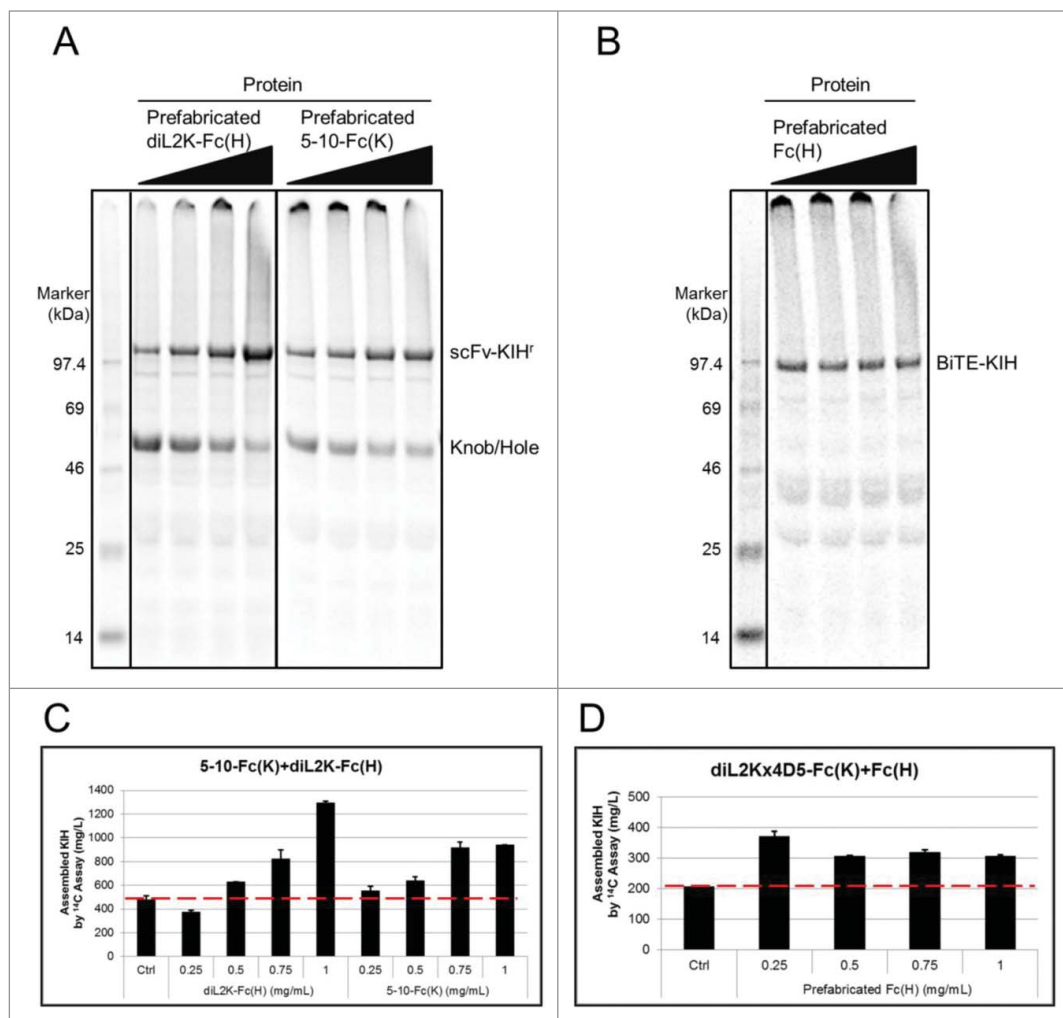 A
Protein
Prefabricated Prefabricated
diL2K-Fc(H) 5-10-Fc(K)
Marker
(kDa)
97.4
69
46
25
14
scFv-KIHʳ
Knob/Hole
B
Protein
Prefabricated
Fc(H)
Marker
(kDa)
97.4
69
46
25
14
BiTE-KIH
C
5-10-Fc(K)+diL2K-Fc(H)
Assembled KIH
by ¹⁴C Assay (mg/L)
1400
1200
1000
800
600
400
200
0
Ctrl 0.25 0.5 0.75 1 0.25 0.5 0.75 1
diL2K-Fc(H) (mg/mL) 5-10-Fc(K) (mg/mL)
D
diL2Kx4D5-Fc(K)+Fc(H)
Assembled KIH
by ¹⁴C Assay (mg/L)
500
400
300
200
100
0
Ctrl 0.25 0.5 0.75 1
Prefabricated Fc(H) (mg/mL)